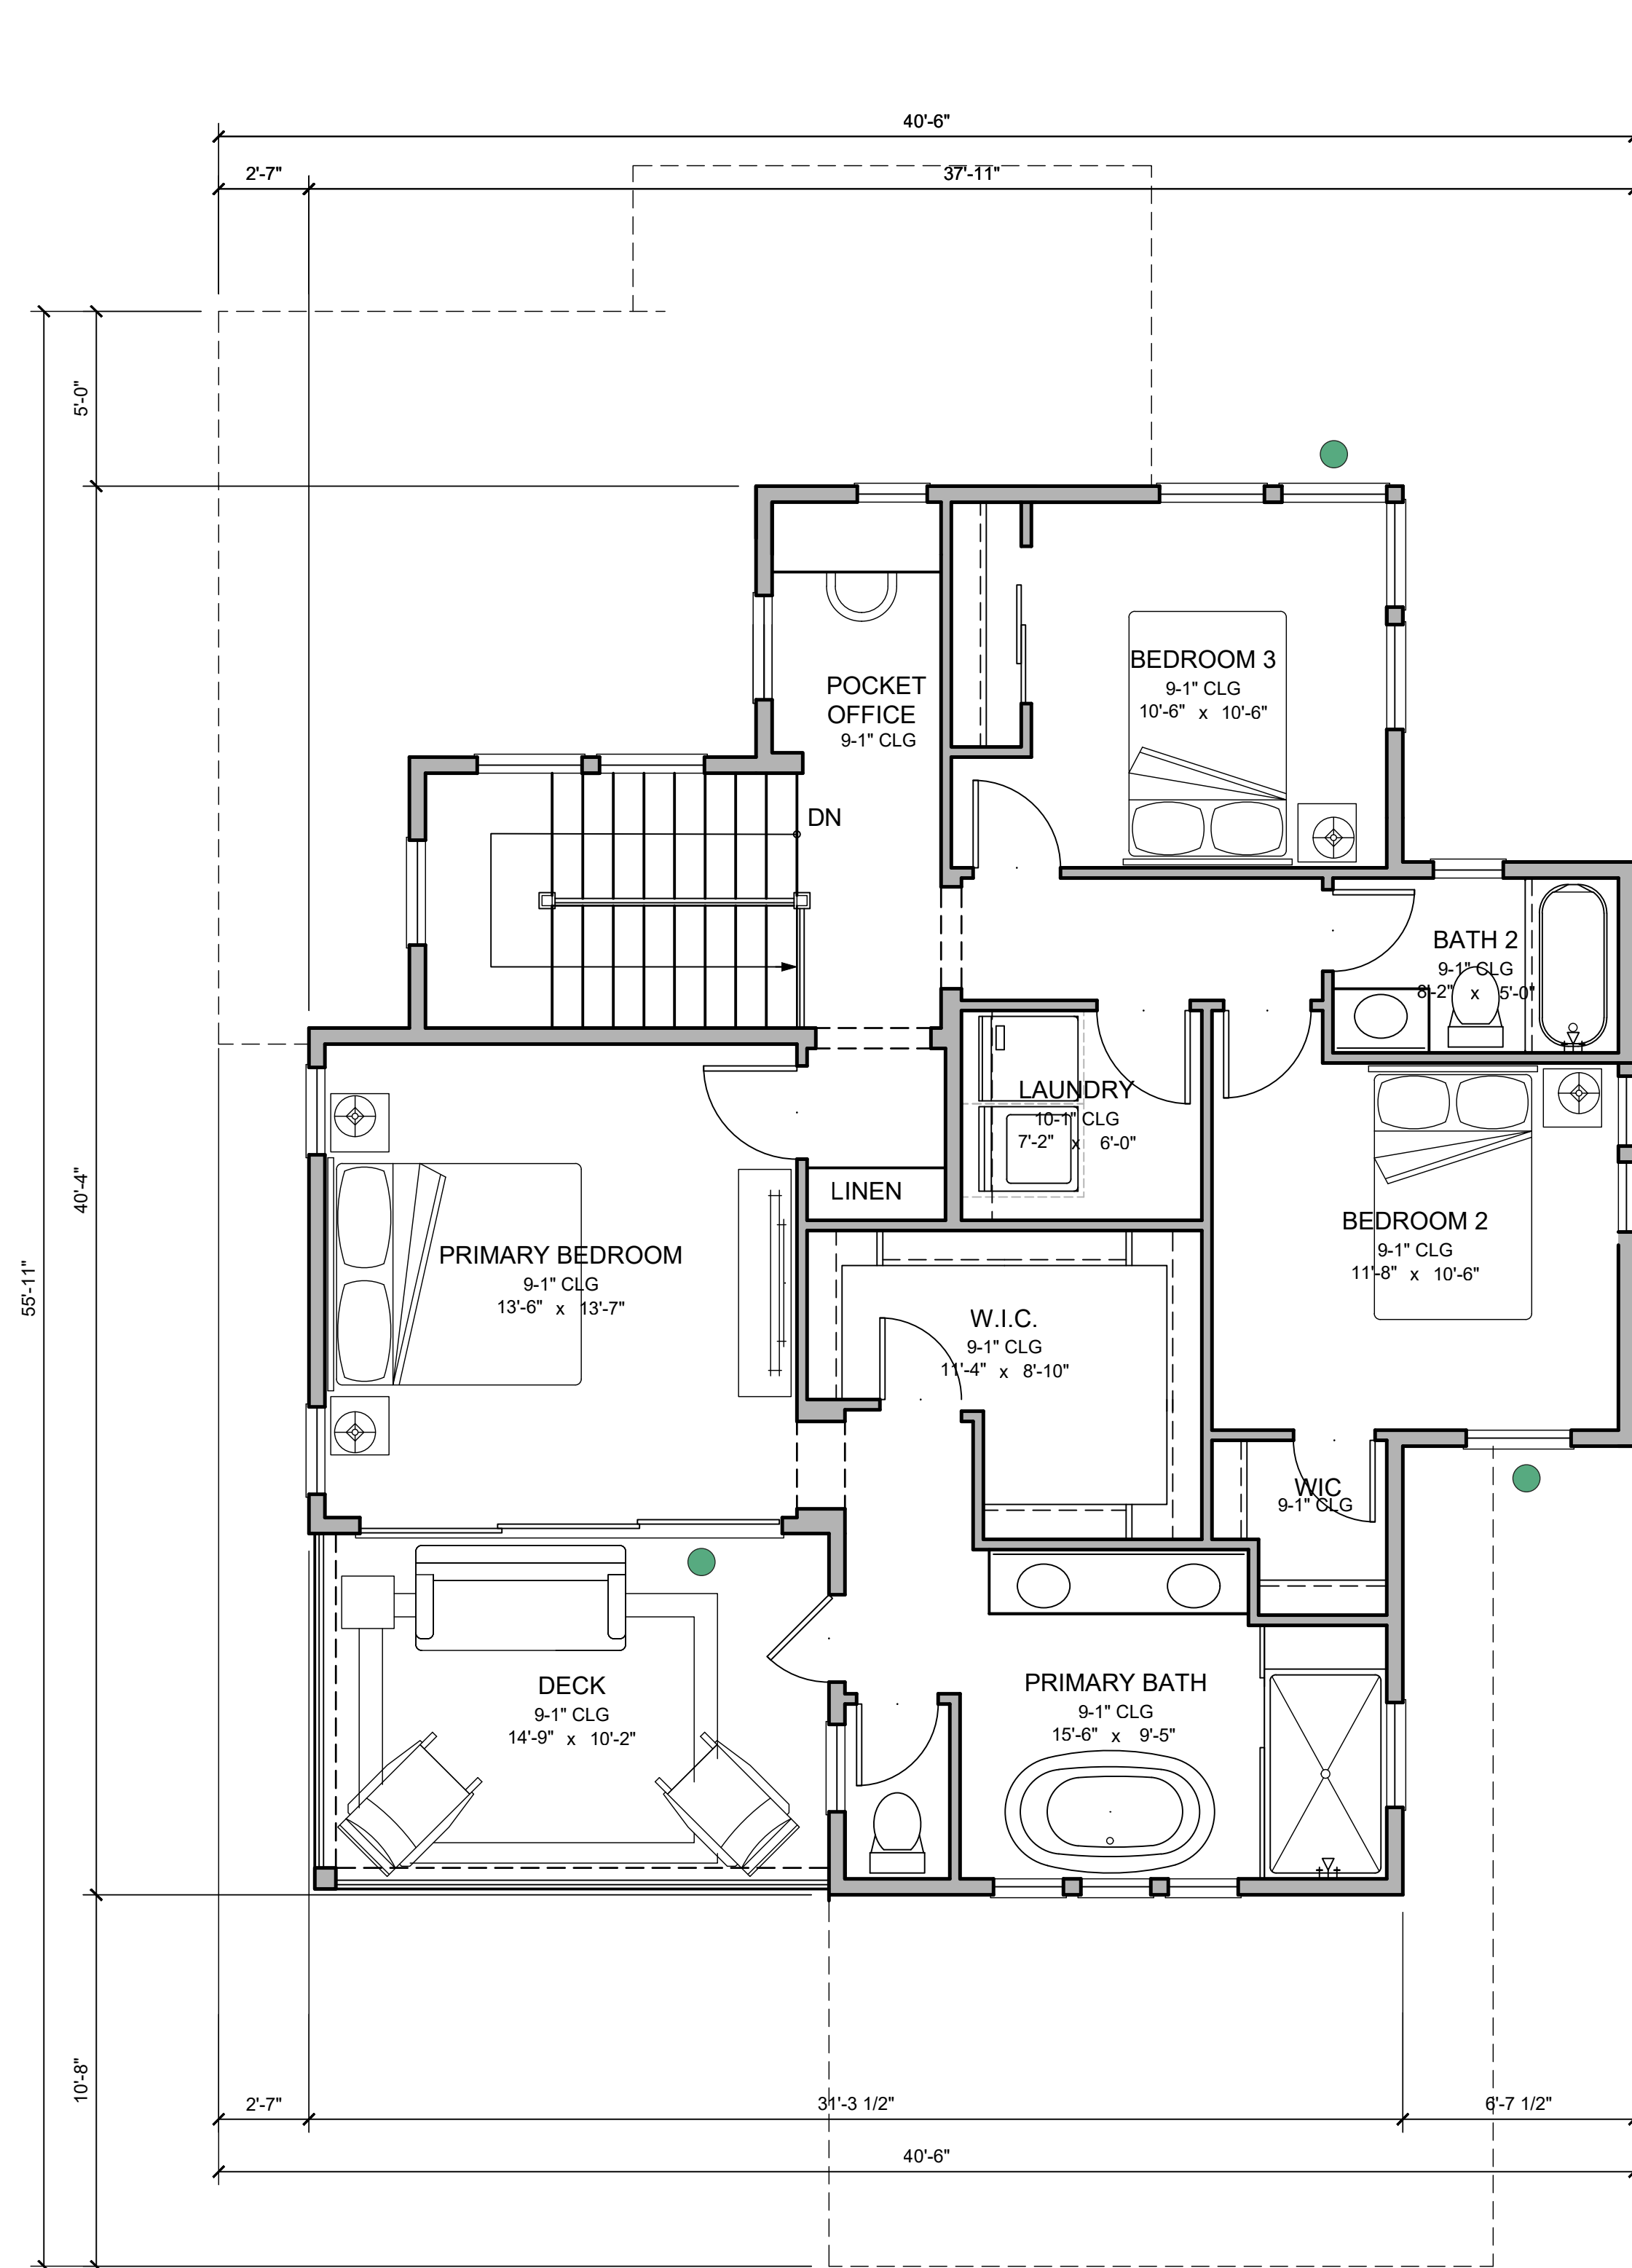 40'-6"
2'-7"
37'-11"
5'-0"
POCKET
OFFICE
9-1" CLG
BEDROOM 3
9-1" CLG
10'-6" x 10'-6"
DN
BATH 2
9-1" CLG
8'-2" x 5'-0"
LAUNDRY
10-1" CLG
7'-2" x 6'-0"
LINEN
40'-4"
55'-11"
PRIMARY BEDROOM
9-1" CLG
13'-6" x 13'-7"
BEDROOM 2
9-1" CLG
11'-8" x 10'-6"
W.I.C.
9-1" CLG
11'-4" x 8'-10"
WIC
9-1" CLG
DECK
9-1" CLG
14'-9" x 10'-2"
PRIMARY BATH
9-1" CLG
15'-6" x 9'-5"
10'-8"
2'-7"
31'-3 1/2"
6'-7 1/2"
40'-6"